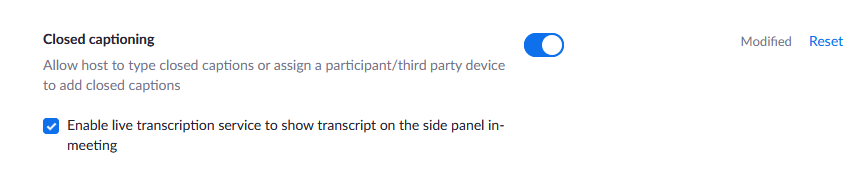 Closed captioning
Modified Reset
Allow host to type closed captions or assign a participant/third party device
to add closed captions
Enable live transcription service to show transcript on the side panel in-
meeting